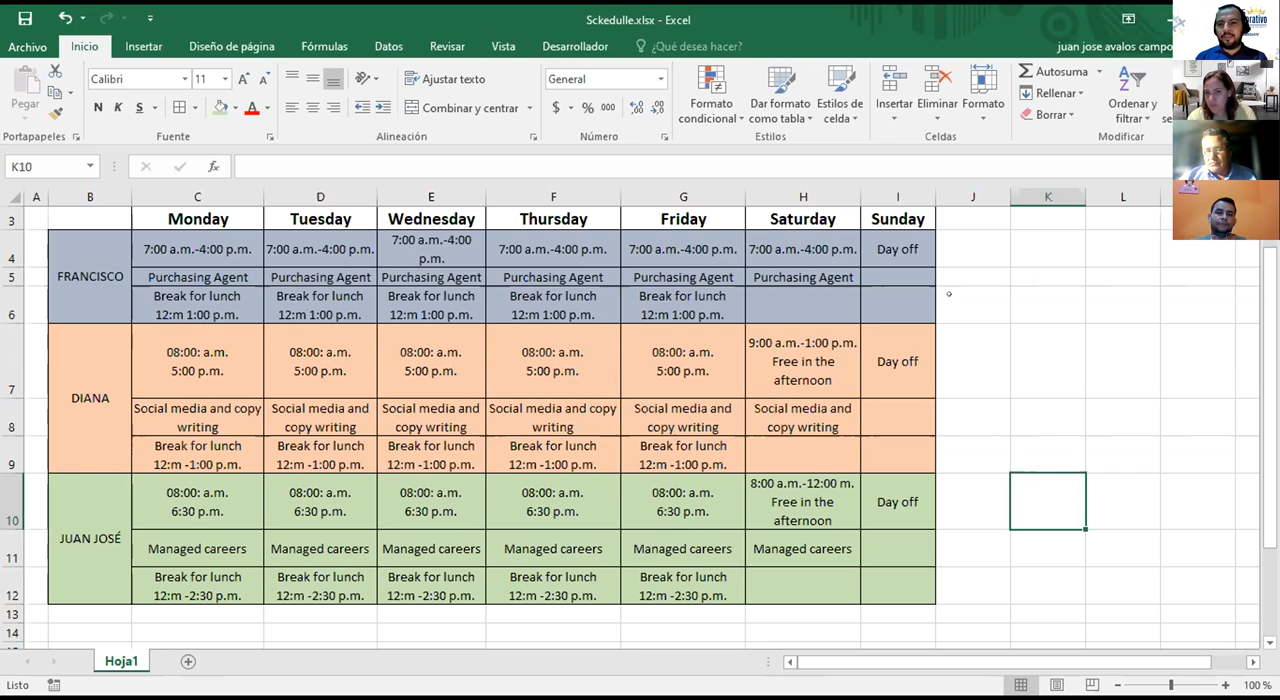 Sckedulle.xlsx - Excel
Archivo Inicio Insertar Diseño de página Fórmulas Datos Revisar Vista Desarrollador ¿Qué desea hacer? juan jose avalos campo
Pegar
Calibri 11
N K S
Ajustar texto
Combinar y centrar
General
$ % 000
Formato condicional
Dar formato como tabla
Estilos de celda
Insertar Eliminar Formato
Autosuma
Rellenar
Borrar
Ordenar y filtrar
Portapapeles Fuente Alineación Número Estilos Celdas Modificar
K10 fx
A B C D E F G H I J K L
3 Monday Tuesday Wednesday Thursday Friday Saturday Sunday
4 7:00 a.m.-4:00 p.m. 7:00 a.m.-4:00 p.m. 7:00 a.m.-4:00 p.m. 7:00 a.m.-4:00 p.m. 7:00 a.m.-4:00 p.m. 7:00 a.m.-4:00 p.m. Day off
FRANCISCO
5 Purchasing Agent Purchasing Agent Purchasing Agent Purchasing Agent Purchasing Agent Purchasing Agent
Break for lunch Break for lunch Break for lunch Break for lunch Break for lunch
6 12:m 1:00 p.m. 12:m 1:00 p.m. 12:m 1:00 p.m. 12:m 1:00 p.m. 12:m 1:00 p.m.
9:00 a.m.-1:00 p.m.
08:00: a.m. 08:00: a.m. 08:00: a.m. 08:00: a.m. 08:00: a.m. Free in the Day off
7 5:00 p.m. 5:00 p.m. 5:00 p.m. 5:00 p.m. 5:00 p.m. afternoon
DIANA
Social media and copy Social media and Social media and Social media and copy Social media and Social media and
8 writing copy writing copy writing writing copy writing copy writing
Break for lunch Break for lunch Break for lunch Break for lunch Break for lunch
9 12:m -1:00 p.m. 12:m -1:00 p.m. 12:m -1:00 p.m. 12:m -1:00 p.m. 12:m -1:00 p.m.
8:00 a.m.-12:00 m.
08:00: a.m. 08:00: a.m. 08:00: a.m. 08:00: a.m. 08:00: a.m. Free in the Day off
10 6:30 p.m. 6:30 p.m. 6:30 p.m. 6:30 p.m. 6:30 p.m. afternoon
JUAN JOSÉ
11 Managed careers Managed careers Managed careers Managed careers Managed careers Managed careers
Break for lunch Break for lunch Break for lunch Break for lunch Break for lunch
12 12:m -2:30 p.m. 12:m -2:30 p.m. 12:m -2:30 p.m. 12:m -2:30 p.m. 12:m -2:30 p.m.
13
14
Hoja1
Listo 100 %